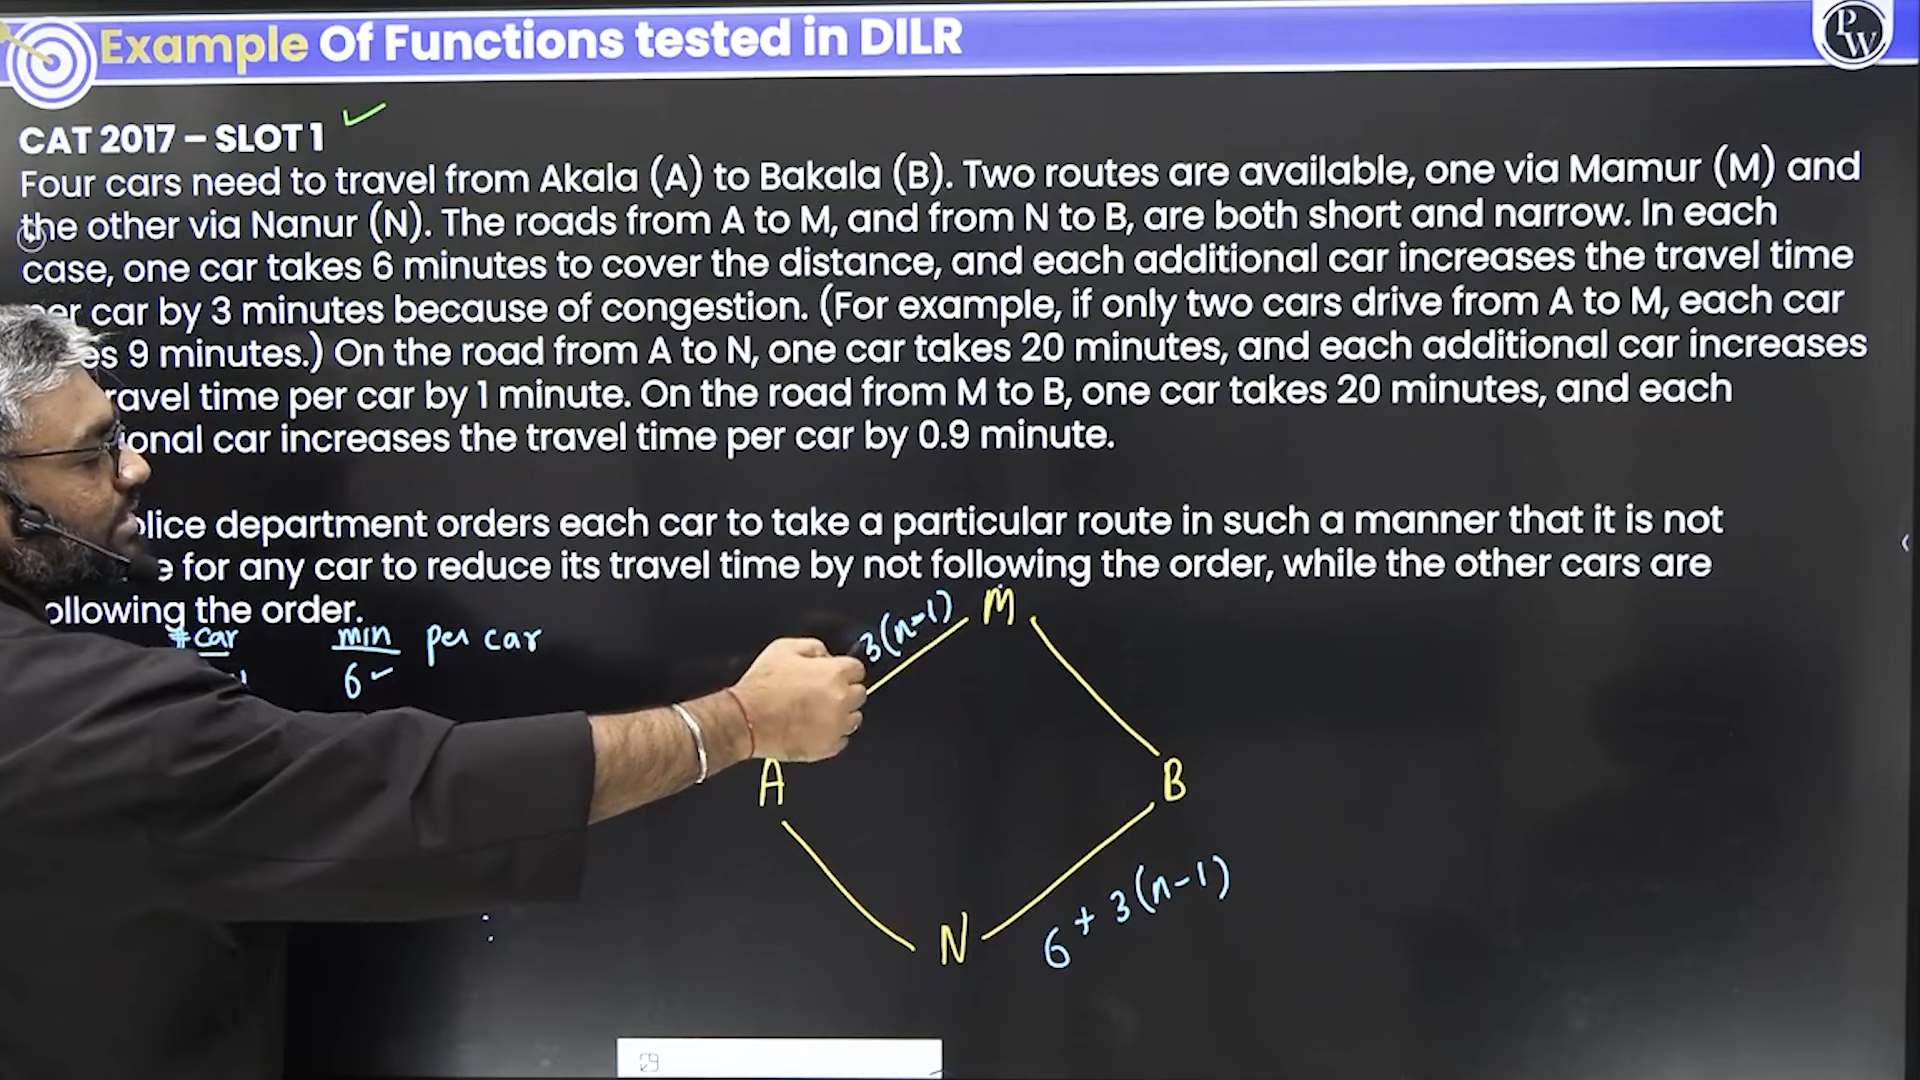 Example Of Functions tested in DILR
PW
CAT 2017 – SLOT 1
Four cars need to travel from Akala (A) to Bakala (B). Two routes are available, one via Mamur (M) and
the other via Nanur (N). The roads from A to M, and from N to B, are both short and narrow. In each
case, one car takes 6 minutes to cover the distance, and each additional car increases the travel time
car by 3 minutes because of congestion. (For example, if only two cars drive from A to M, each car
9 minutes.) On the road from A to N, one car takes 20 minutes, and each additional car increases
time per car by 1 minute. On the road from M to B, one car takes 20 minutes, and each
car increases the travel time per car by 0.9 minute.
department orders each car to take a particular route in such a manner that it is not
for any car to reduce its travel time by not following the order, while the other cars are
the order.
# car min per car
6
3(n-1) M
A B
N 6 + 3(n-1)